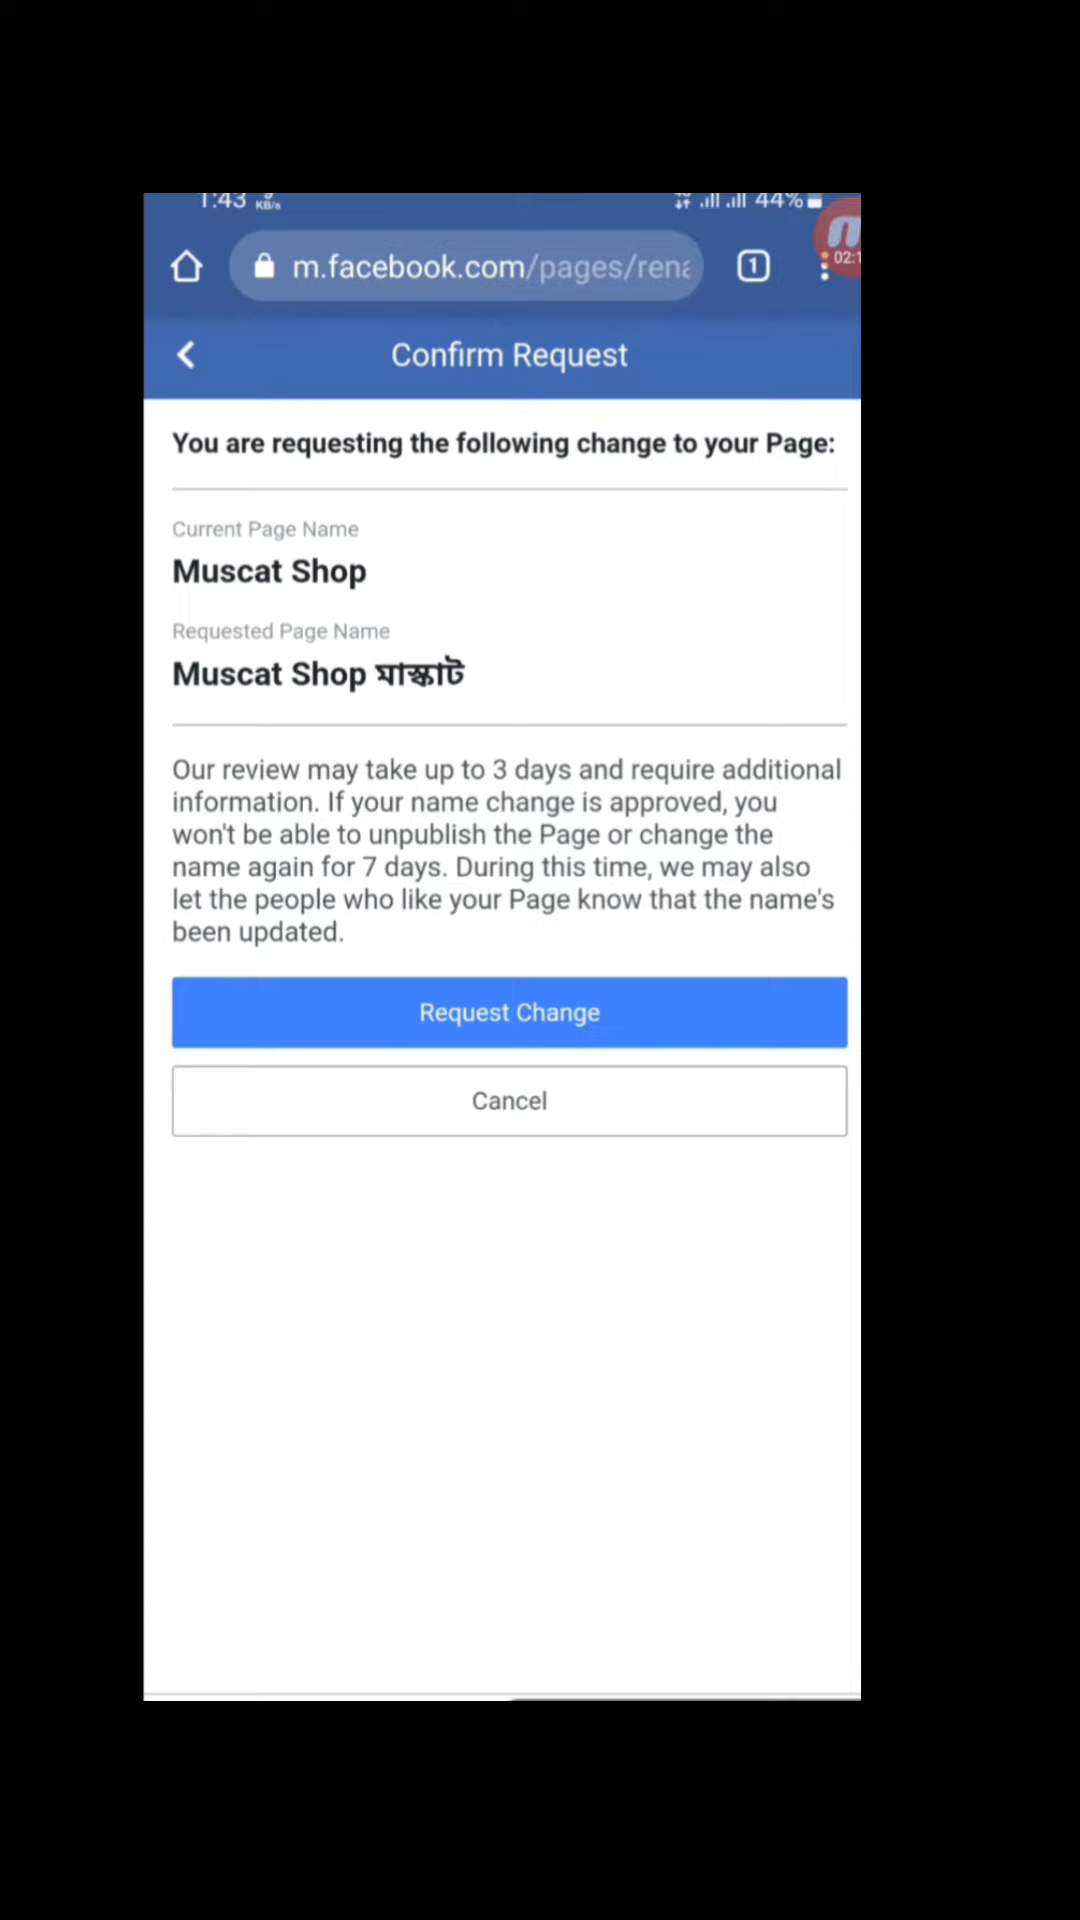 1:43 KB/s 44%
m.facebook.com/pages/rena 1
02:1
Confirm Request
You are requesting the following change to your Page:
Current Page Name
Muscat Shop
Requested Page Name
Muscat Shop মাস্কাট
Our review may take up to 3 days and require additional
information. If your name change is approved, you
won't be able to unpublish the Page or change the
name again for 7 days. During this time, we may also
let the people who like your Page know that the name's
been updated.
Request Change
Cancel